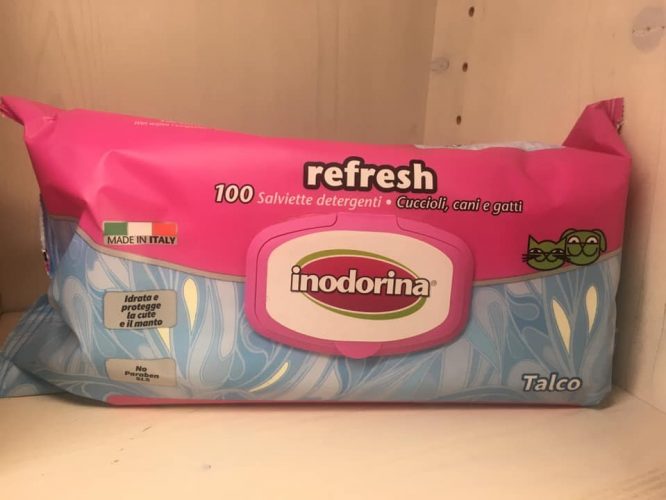 refresh
100 Salviette detergenti • Cuccioli, cani e gatti
MADE IN ITALY
inodorina®
Idrata e
protegge
la cute
e il manto
No
Paraben
SLS
Talco